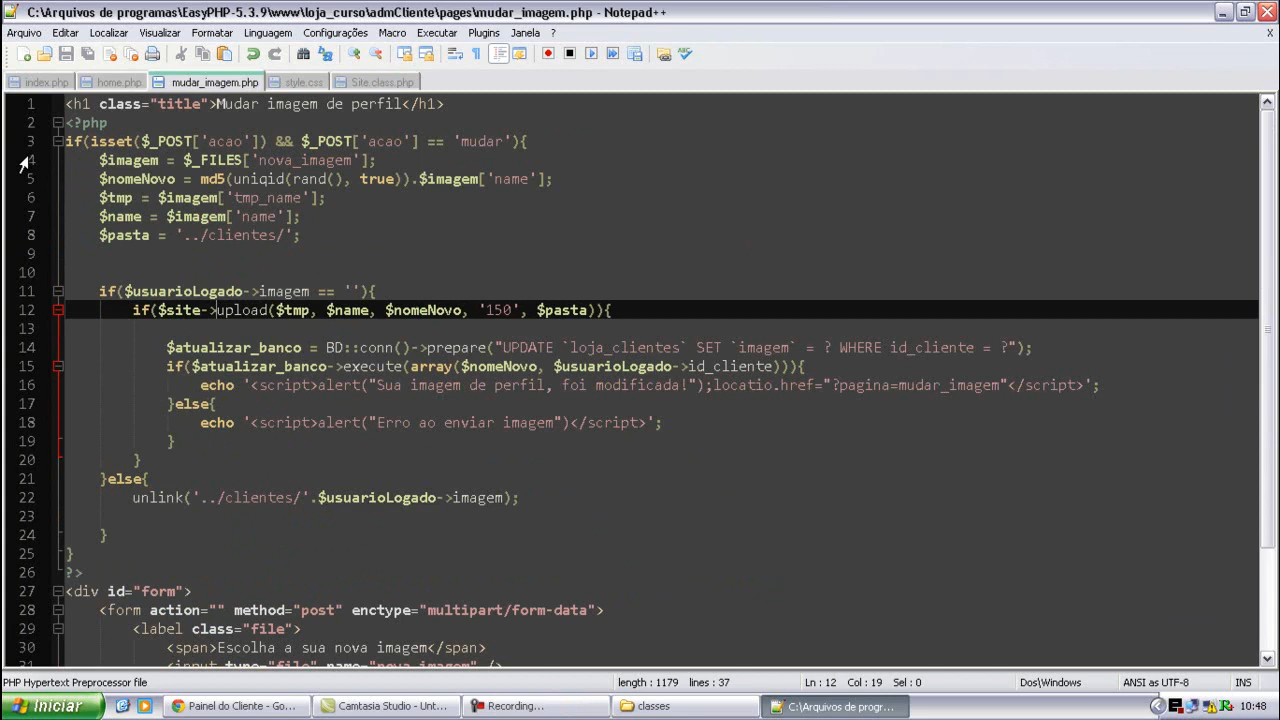 C:\Arquivos de programas\EasyPHP-5.3.9\www\loja_curso\admCliente\pages\mudar_imagem.php - Notepad++
Arquivo Editar Localizar Visualizar Formatar Linguagem Configurações Macro Executar Plugins Janela ? X
index.php home.php mudar_imagem.php style.css Site.class.php
1 <h1 class="title">Mudar imagem de perfil</h1>
2 <?php
3 if(isset($_POST['acao']) && $_POST['acao'] == 'mudar'){
4 $imagem = $_FILES['nova_imagem'];
5 $nomeNovo = md5(uniqid(rand(), true)).$imagem['name'];
6 $tmp = $imagem['tmp_name'];
7 $name = $imagem['name'];
8 $pasta = '../clientes/';
9
10
11 if($usuarioLogado->imagem == ''){
12 if($site->upload($tmp, $name, $nomeNovo, '150', $pasta)){
13
14 $atualizar_banco = BD::conn()->prepare("UPDATE `loja_clientes` SET `imagem` = ? WHERE id_cliente = ?");
15 if($atualizar_banco->execute(array($nomeNovo, $usuarioLogado->id_cliente))){
16 echo '<script>alert("Sua imagem de perfil, foi modificada!");locatio.href="?pagina=mudar_imagem"</script>';
17 }else{
18 echo '<script>alert("Erro ao enviar imagem")</script>';
19 }
20 }
21 }else{
22 unlink('../clientes/'.$usuarioLogado->imagem);
23
24 }
25 }
26 ?>
27 <div id="form">
28 <form action="" method="post" enctype="multipart/form-data">
29 <label class="file">
30 <span>Escolha a sua nova imagem</span>
31 <input type="file" name="nova_imagem" />
PHP Hypertext Preprocessor file length : 1179 lines : 37 Ln : 12 Col : 19 Sel : 0 Dos\Windows ANSI as UTF-8 INS
Iniciar Painel do Cliente - Go... Camtasia Studio - Unt... Recording... classes C:\Arquivos de progr... 10:48